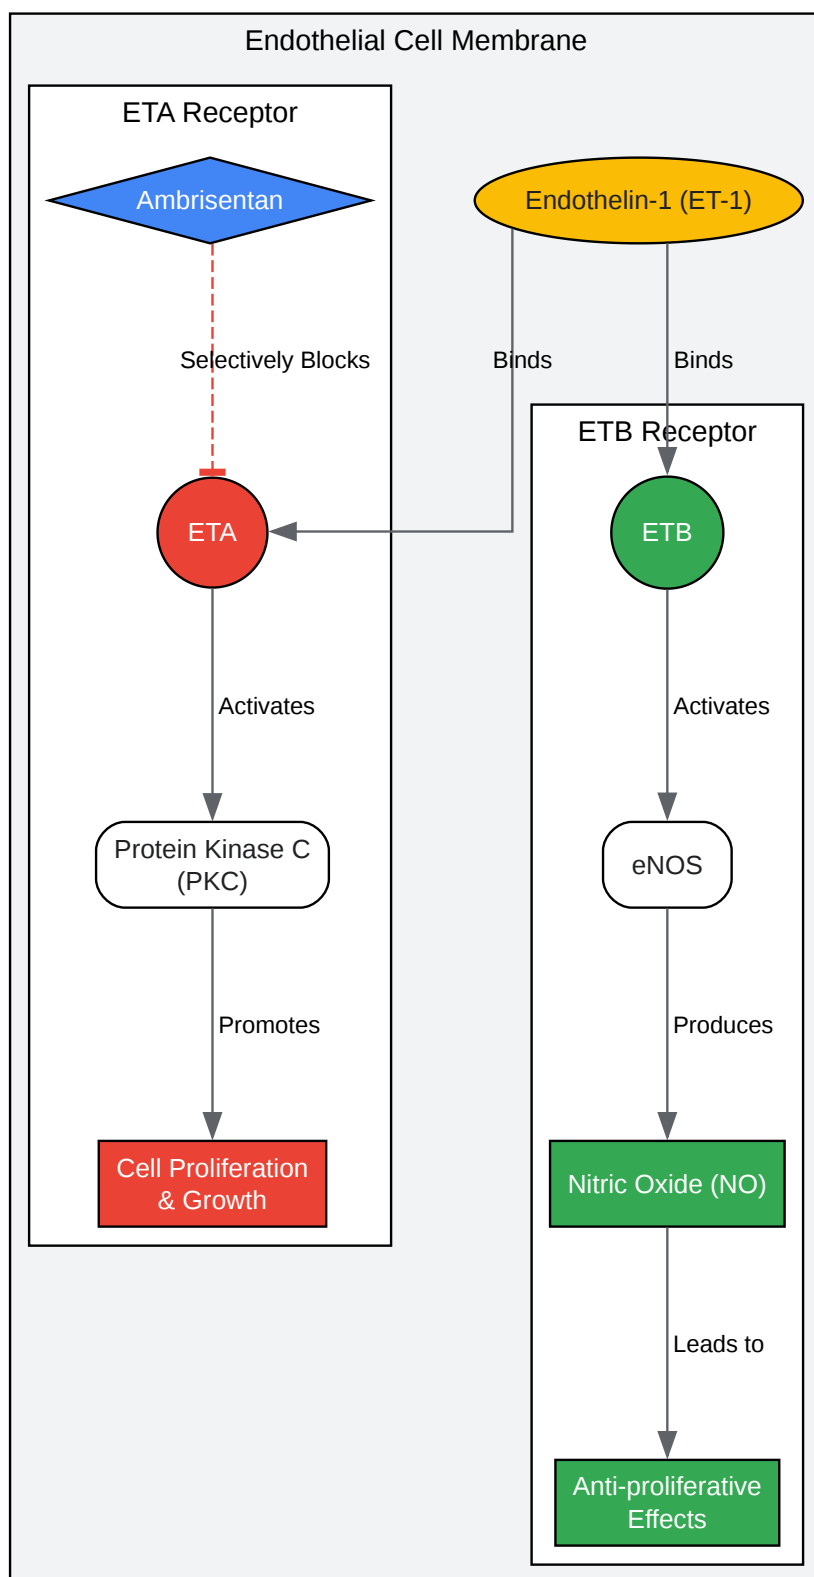 Endothelial Cell Membrane
ETA Receptor
Ambrisentan
Endothelin-1 (ET-1)
Selectively Blocks
Binds
Binds
ETB Receptor
ETA
ETB
Activates
Activates
Protein Kinase C
(PKC)
eNOS
Promotes
Produces
Cell Proliferation
& Growth
Nitric Oxide (NO)
Leads to
Anti-proliferative
Effects